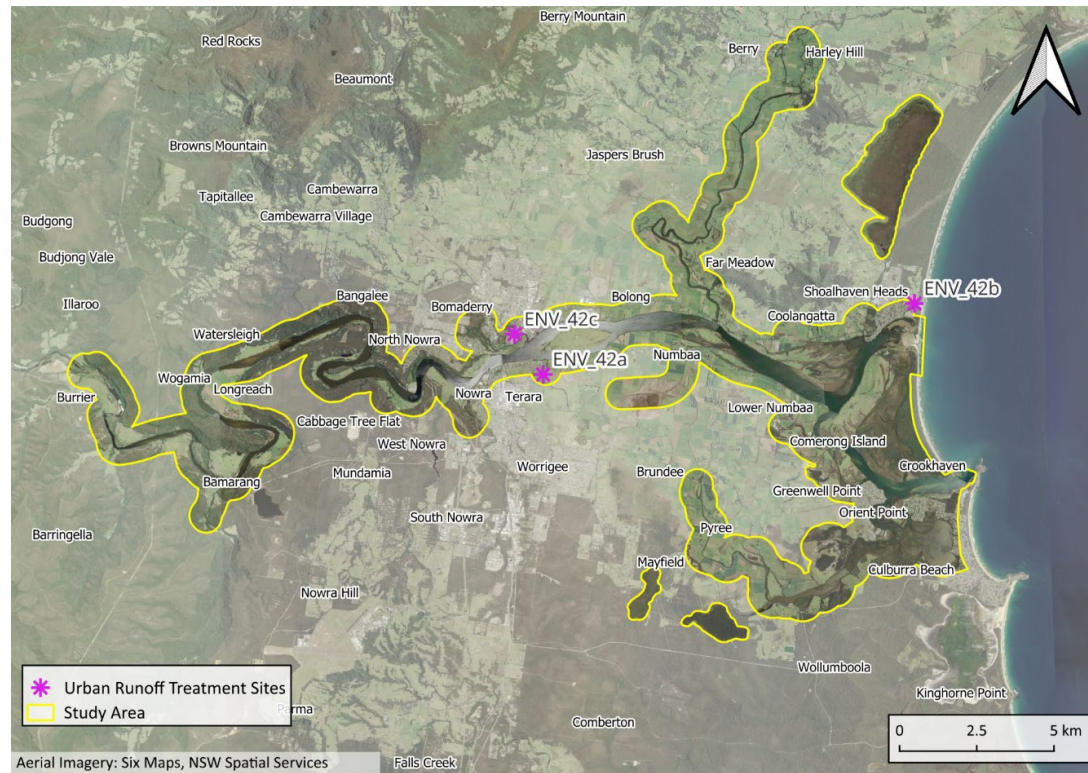 Berry Mountain
Red Rocks
Berry
Harley Hill
Beaumont
Browns Mountain
Jaspers Brush
Tapitallee
Cambewarra
Cambewarra Village
Budgong
Budjong Vale
Far Meadow
Illaroo
Bangalee
Bomaderry
Bolong
Shoalhaven Heads
ENV_42b
Coolangatta
ENV_42c
Watersleigh
North Nowra
Numbaa
ENV_42a
Wogamia
Longreach
Nowra
Terara
Burrier
Lower Numbaa
Cabbage Tree Flat
West Nowra
Comerong Island
Mundamia
Worrigee
Brundee
Crookhaven
Bamarang
Greenwell Point
Orient Point
South Nowra
Pyree
Barringella
Mayfield
Culburra Beach
Nowra Hill
Wollumboola
Kinghorne Point
Urban Runoff Treatment Sites
Study Area
Parma
Comberton
0 2.5 5 km
Aerial Imagery: Six Maps, NSW Spatial Services
Falls Creek